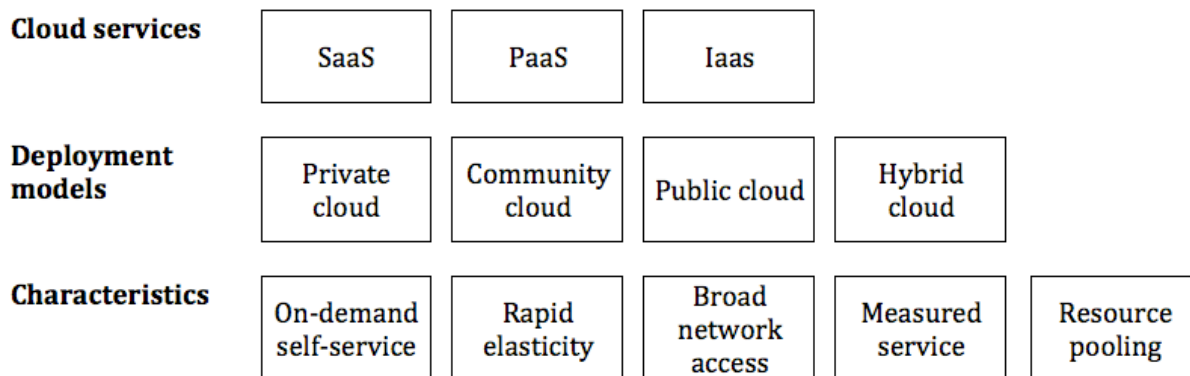 Cloud services
SaaS
PaaS
Iaas
Deployment
models
Private
cloud
Community
cloud
Public cloud
Hybrid
cloud
Characteristics
On-demand
self-service
Rapid
elasticity
Broad
network
access
Measured
service
Resource
pooling